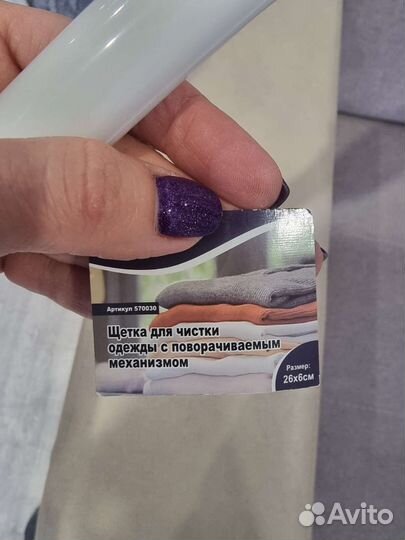 Артикул 570030
Щетка для чистки
одежды с поворачиваемым
механизмом
Размер:
26х6см
Avito